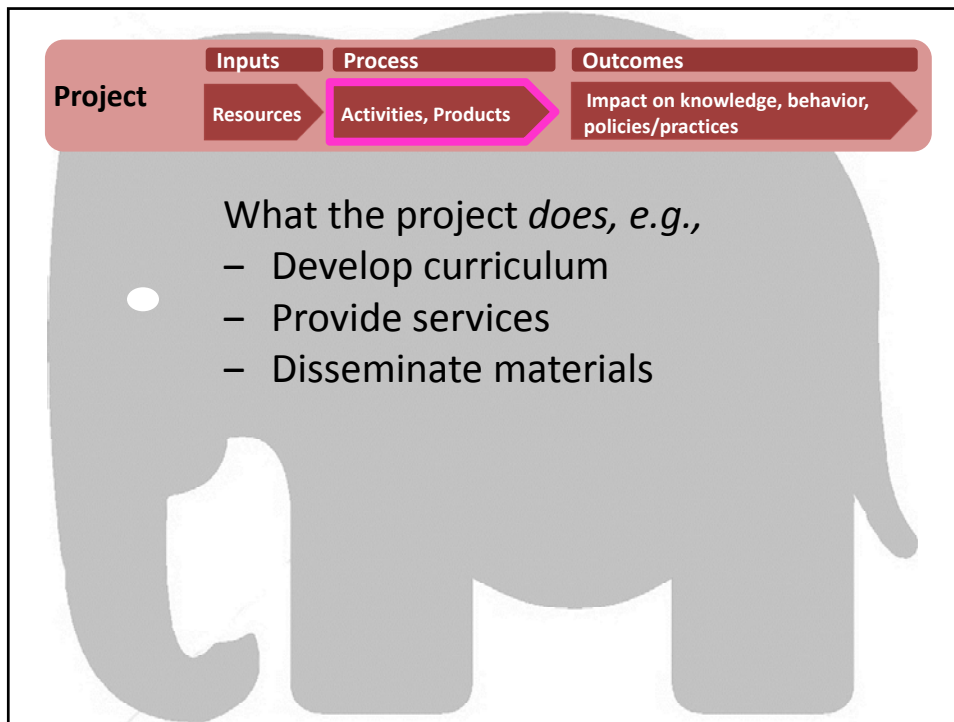 Project
Inputs
Process
Outcomes
Resources
Activities, Products
Impact on knowledge, behavior,
policies/practices
What the project does, e.g.,
– Develop curriculum
– Provide services
– Disseminate materials